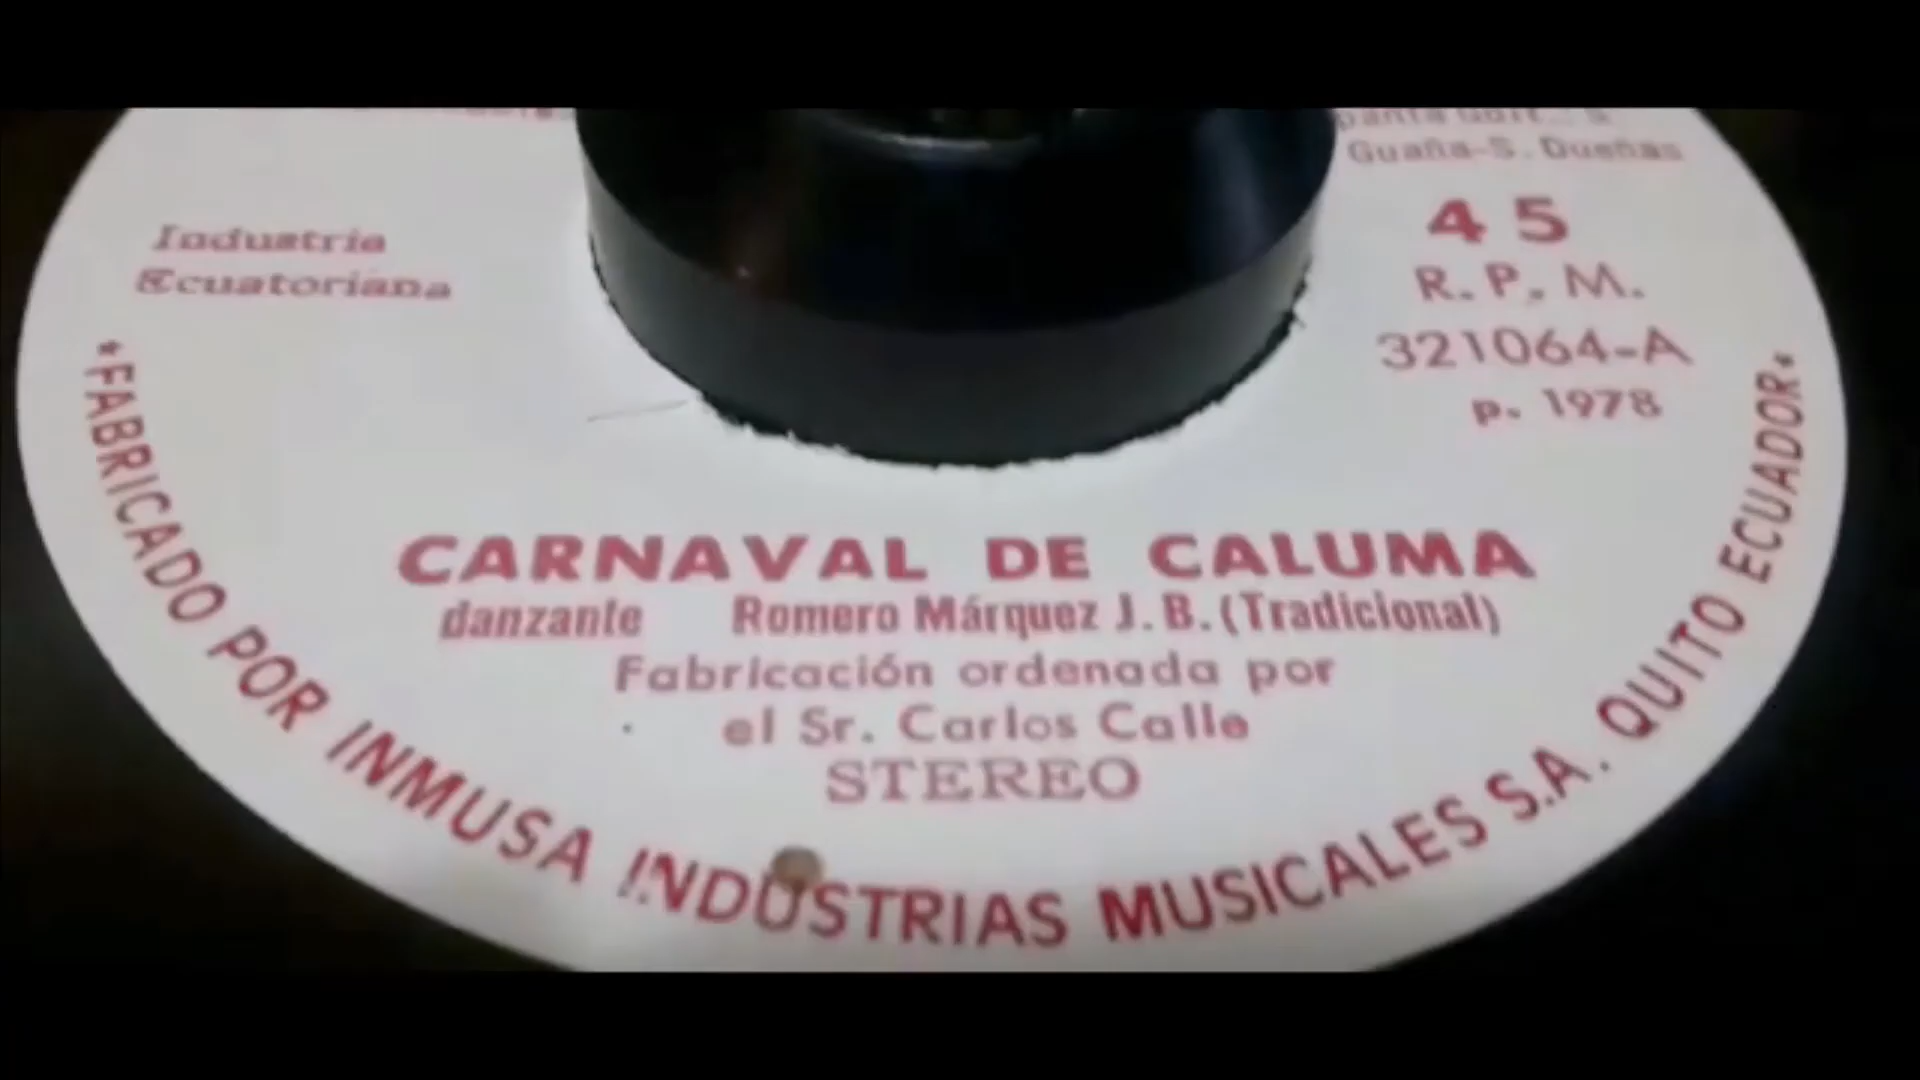 Guaña-S. Dueñas
Industria
Ecuatoriana
45
R. P. M.
321064-A
p. 1978
CARNAVAL DE CALUMA
danzante Romero Márquez J. B. (Tradicional)
Fabricación ordenada por
el Sr. Carlos Calle
STEREO
*FABRICADO POR INMUSA INDUSTRIAS MUSICALES S.A. QUITO ECUADOR*